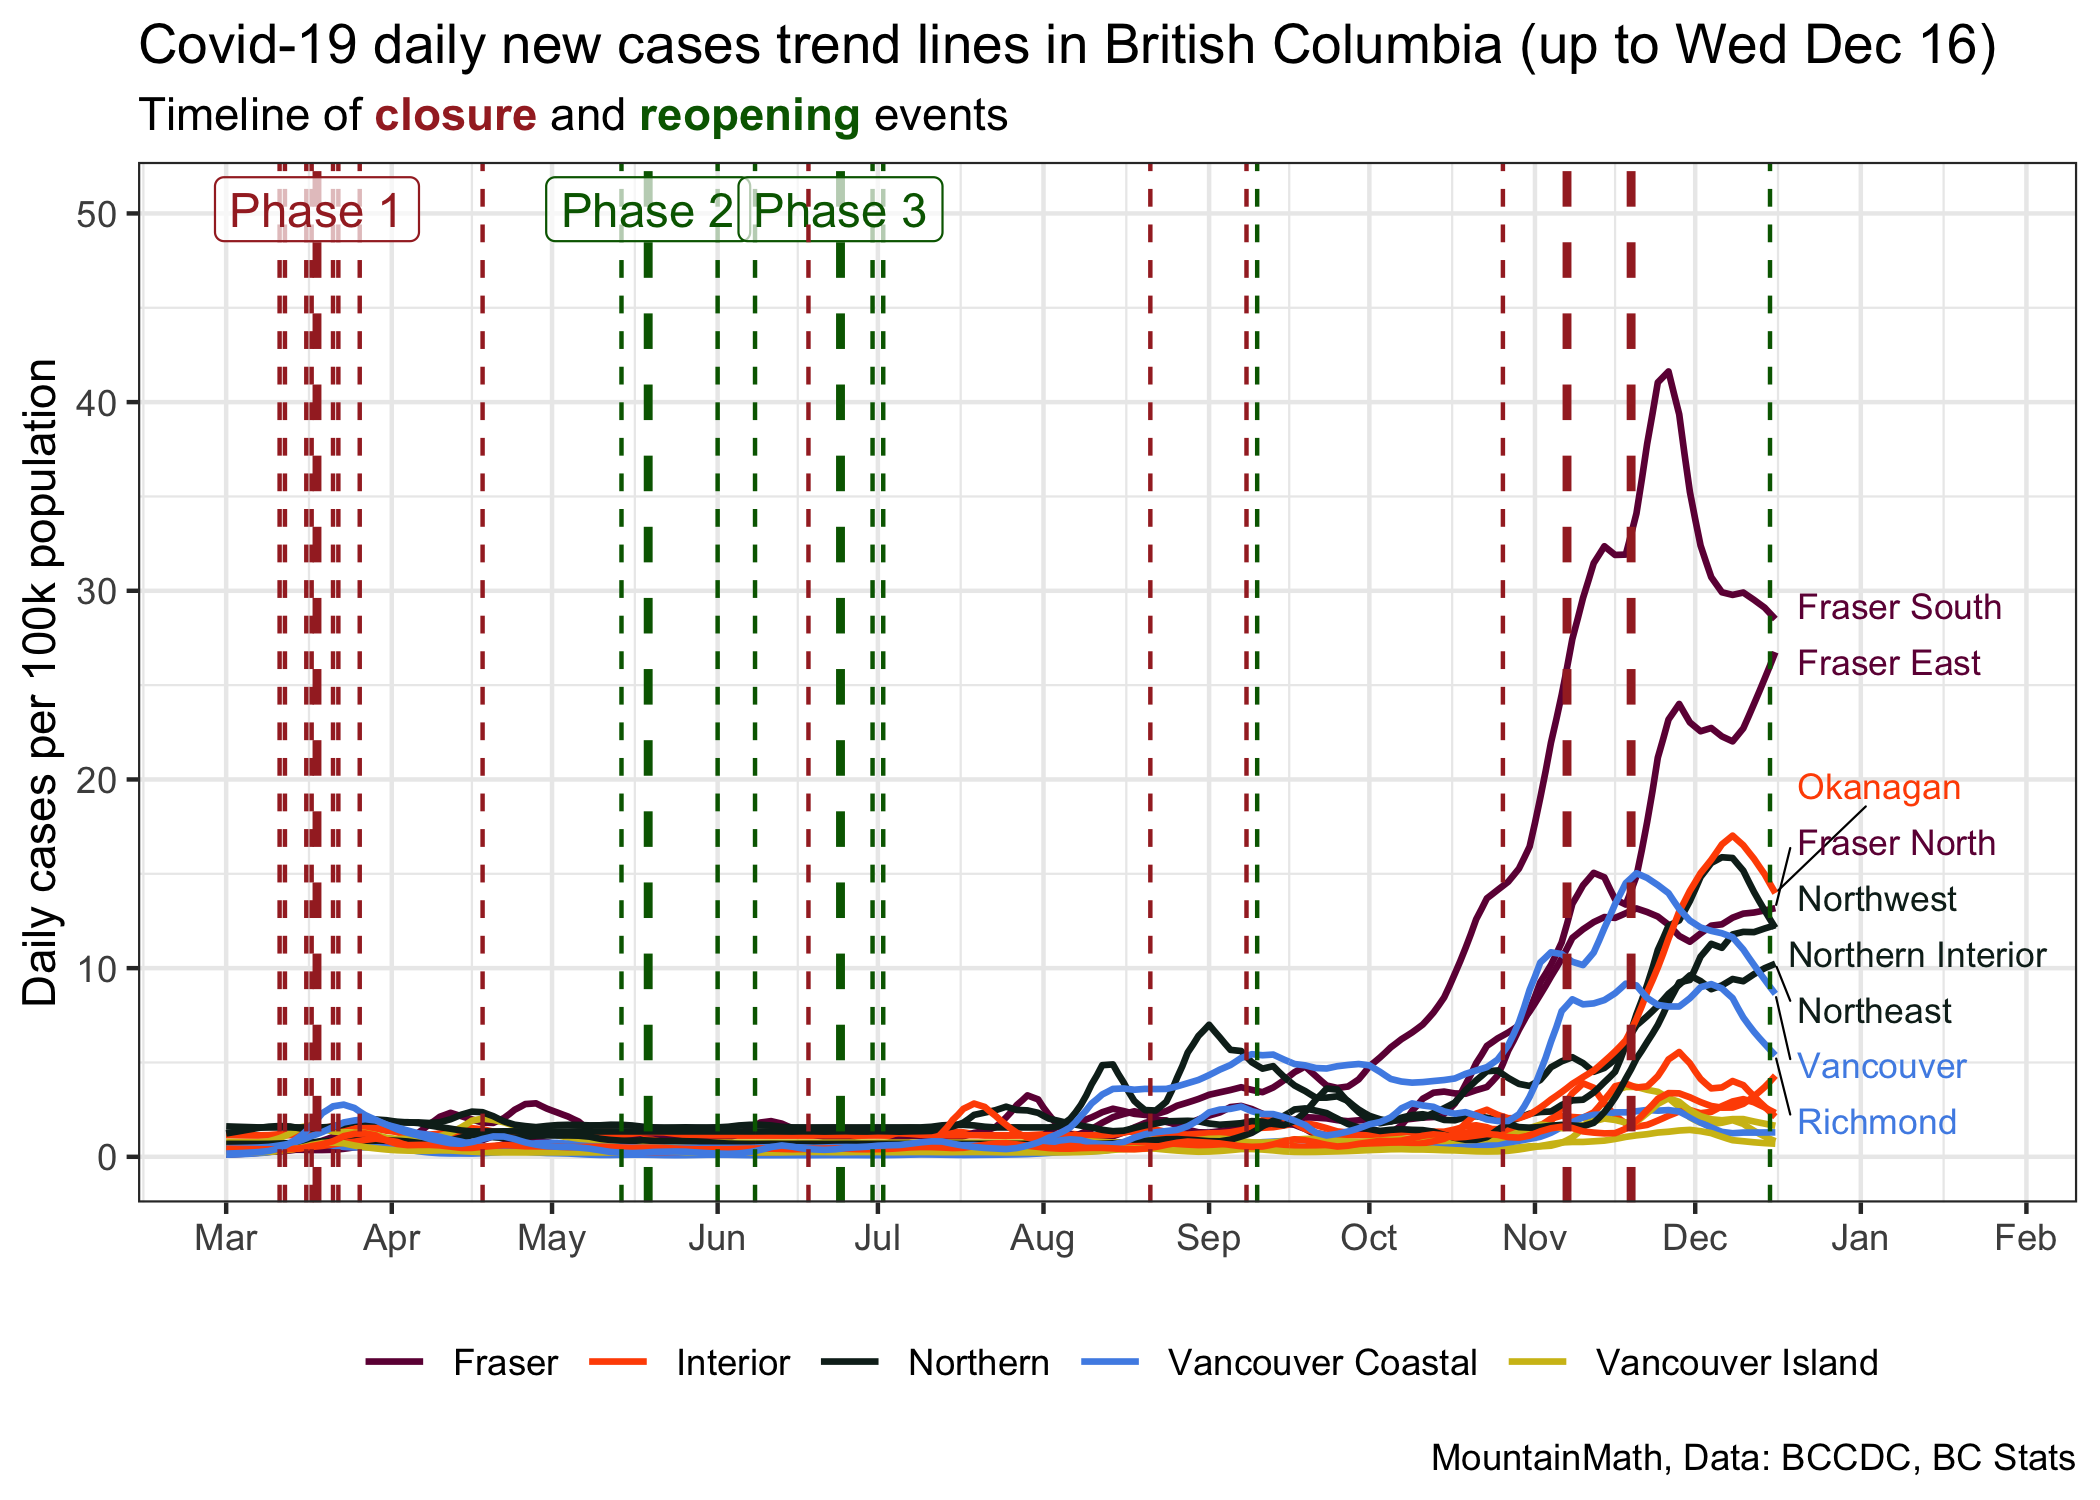 Covid-19 daily new cases trend lines in British Columbia (up to Wed Dec 16)
Timeline of closure and reopening events
Phase 1
Phase 2
Phase 3
Daily cases per 100k population
50
40
30
20
10
0
Fraser South
Fraser East
Okanagan
Fraser North
Northwest
Northern Interior
Northeast
Vancouver
Richmond
Mar Apr May Jun Jul Aug Sep Oct Nov Dec Jan Feb
Fraser Interior Northern Vancouver Coastal Vancouver Island
MountainMath, Data: BCCDC, BC Stats